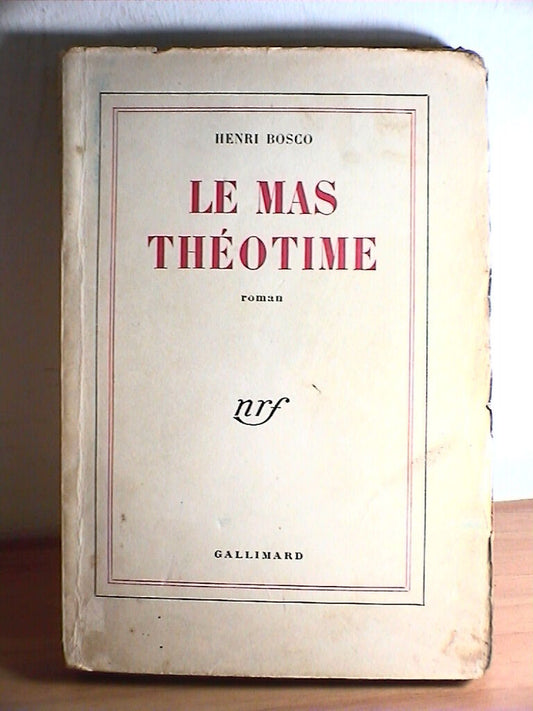 HENRI BOSCO
LE MAS
THÉOTIME
roman
nrf
GALLIMARD